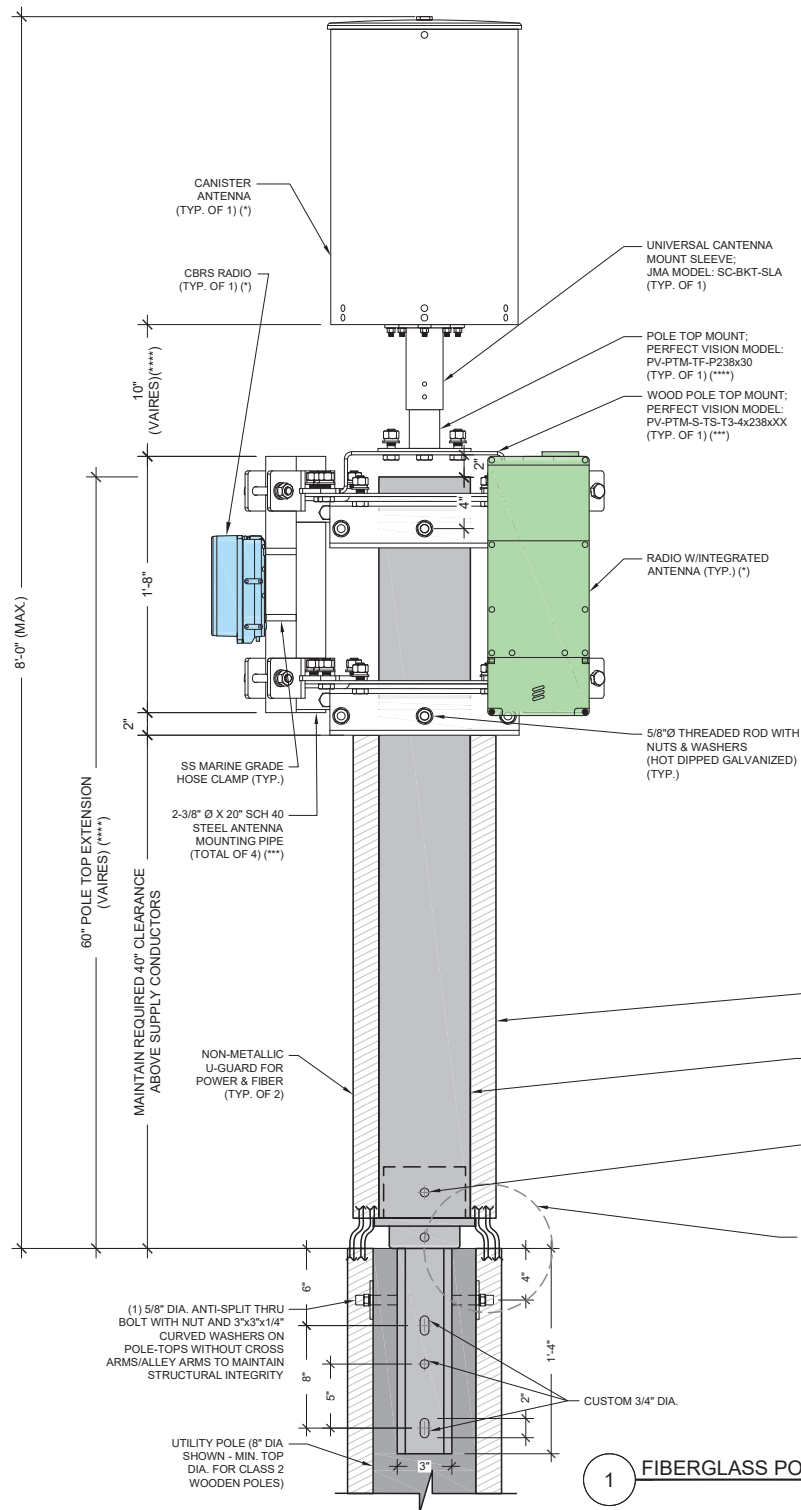 CANISTER
ANTENNA
(TYP. OF 1) (*)
CBRS RADIO
(TYP. OF 1) (*)
UNIVERSAL CANTENNA
MOUNT SLEEVE;
JMA MODEL: SC-BKT-SLA
(TYP. OF 1)
POLE TOP MOUNT;
PERFECT VISION MODEL:
PV-PTM-TF-P238x30
(TYP. OF 1) (****)
WOOD POLE TOP MOUNT;
PERFECT VISION MODEL:
PV-PTM-S-TS-T3-4x238xXX
(TYP. OF 1) (***)
10"
(VAIRES)(****)
2"
4"
1'-8"
8'-0" (MAX.)
RADIO W/INTEGRATED
ANTENNA (TYP.) (*)
2"
5/8"Ø THREADED ROD WITH
NUTS & WASHERS
(HOT DIPPED GALVANIZED)
(TYP.)
SS MARINE GRADE
HOSE CLAMP (TYP.)
2-3/8" Ø X 20" SCH 40
STEEL ANTENNA
MOUNTING PIPE
(TOTAL OF 4) (***)
60" POLE TOP EXTENSION
(VAIRES) (****)
MAINTAIN REQUIRED 40" CLEARANCE
ABOVE SUPPLY CONDUCTORS
NON-METALLIC
U-GUARD FOR
POWER & FIBER
(TYP. OF 2)
6"
4"
(1) 5/8" DIA. ANTI-SPLIT THRU
BOLT WITH NUT AND 3"x3"x1/4"
CURVED WASHERS ON
POLE-TOPS WITHOUT CROSS
ARMS/ALLEY ARMS TO MAINTAIN
STRUCTURAL INTEGRITY
8"
5"
1'-4"
2"
CUSTOM 3/4" DIA.
UTILITY POLE (8" DIA
SHOWN - MIN. TOP
DIA. FOR CLASS 2
WOODEN POLES)
3"
1
FIBERGLASS PO